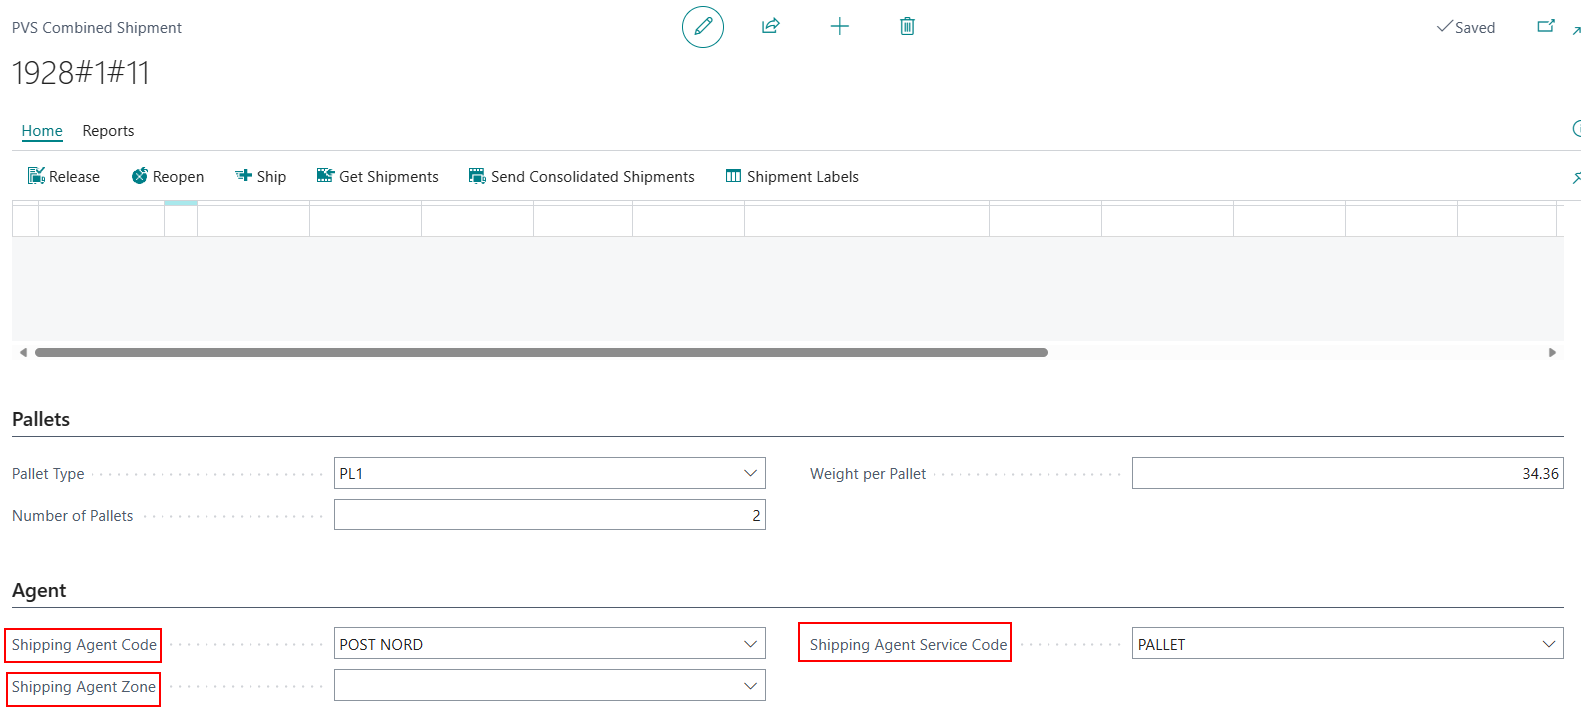 PVS Combined Shipment
Saved
1928#1#11
Home Reports
Release Reopen Ship Get Shipments Send Consolidated Shipments Shipment Labels
Pallets
Pallet Type PL1 Weight per Pallet 34.36
Number of Pallets 2
Agent
Shipping Agent Code POST NORD Shipping Agent Service Code PALLET
Shipping Agent Zone